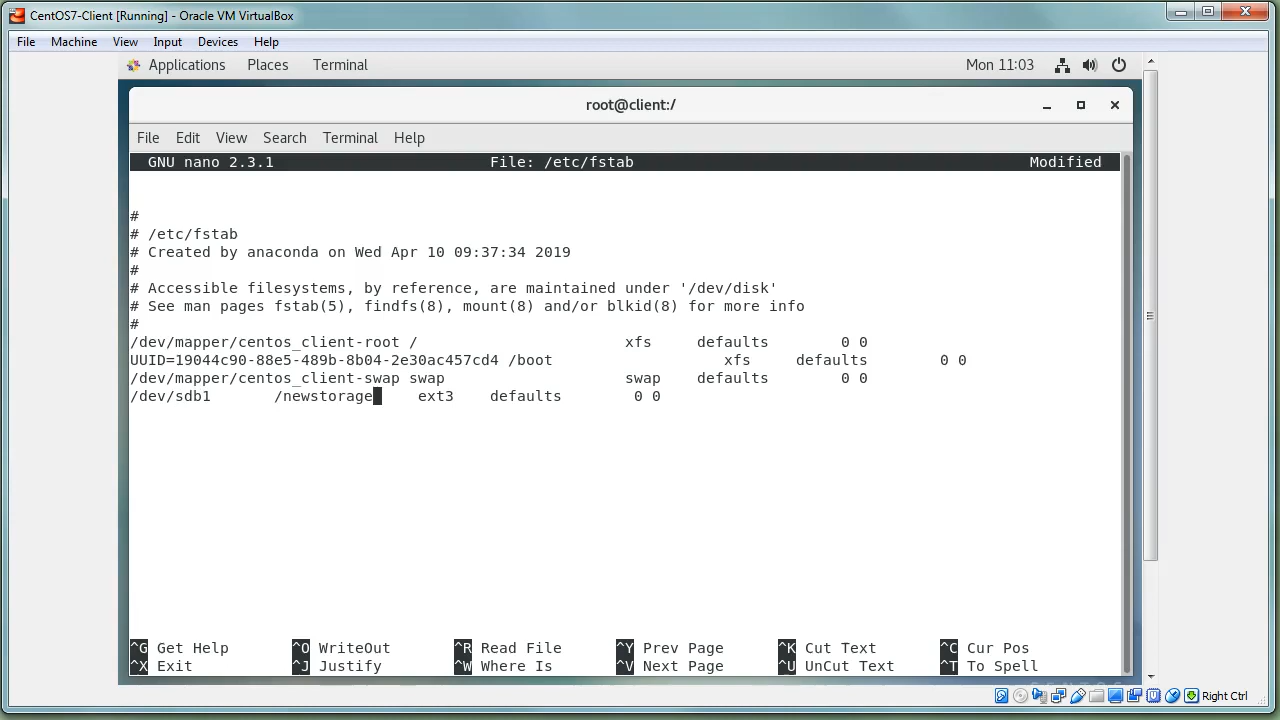 CentOS7-Client [Running] - Oracle VM VirtualBox
File Machine View Input Devices Help
Applications Places Terminal Mon 11:03
root@client:/
File Edit View Search Terminal Help
GNU nano 2.3.1 File: /etc/fstab Modified
#
# /etc/fstab
# Created by anaconda on Wed Apr 10 09:37:34 2019
#
# Accessible filesystems, by reference, are maintained under '/dev/disk'
# See man pages fstab(5), findfs(8), mount(8) and/or blkid(8) for more info
#
/dev/mapper/centos_client-root / xfs defaults 0 0
UUID=19044c90-88e5-489b-8b04-2e30ac457cd4 /boot xfs defaults 0 0
/dev/mapper/centos_client-swap swap swap defaults 0 0
/dev/sdb1 /newstorage ext3 defaults 0 0
^G Get Help ^O WriteOut ^R Read File ^Y Prev Page ^K Cut Text ^C Cur Pos
^X Exit ^J Justify ^W Where Is ^V Next Page ^U UnCut Text ^T To Spell
Right Ctrl